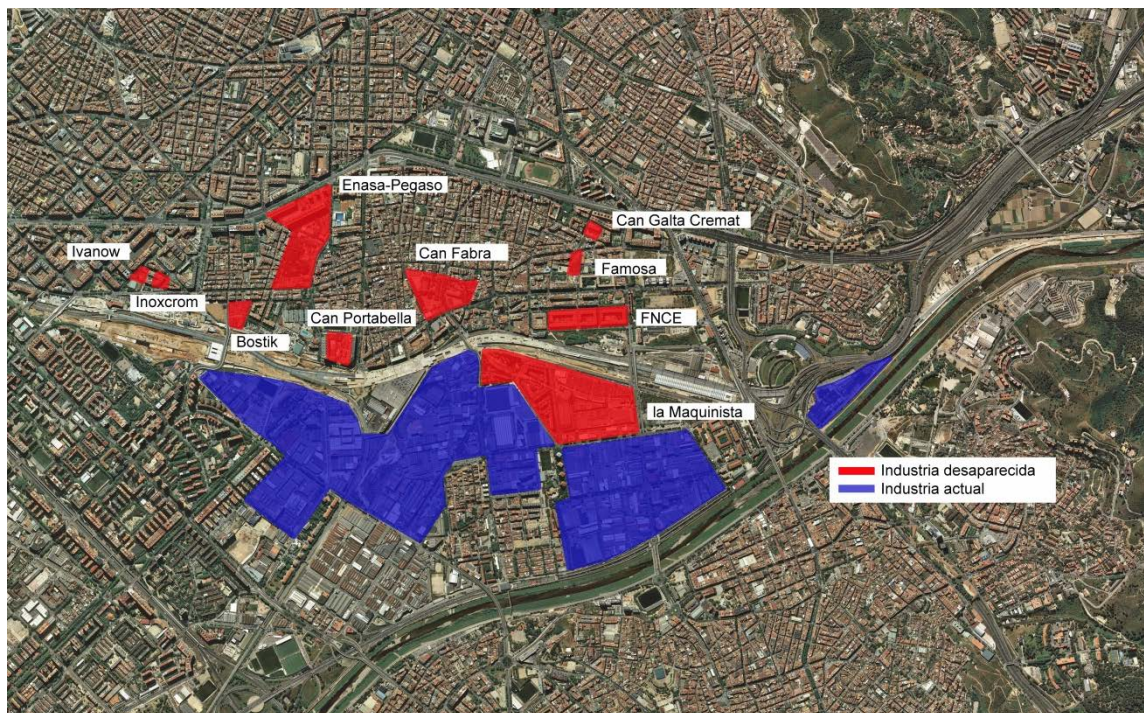 Enasa-Pegaso
Can Galta Cremat
Ivanow
Can Fabra
Famosa
Inoxcrom
Can Portabella
FNCE
Bostik
la Maquinista
Industria desaparecida
Industria actual